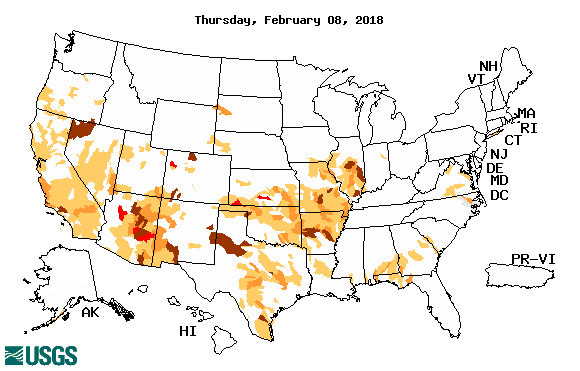 Thursday, February 08, 2018
NH
VT
MA
RI
CT
NJ
DE
MD
DC
PR-VI
AK
HI
USGS